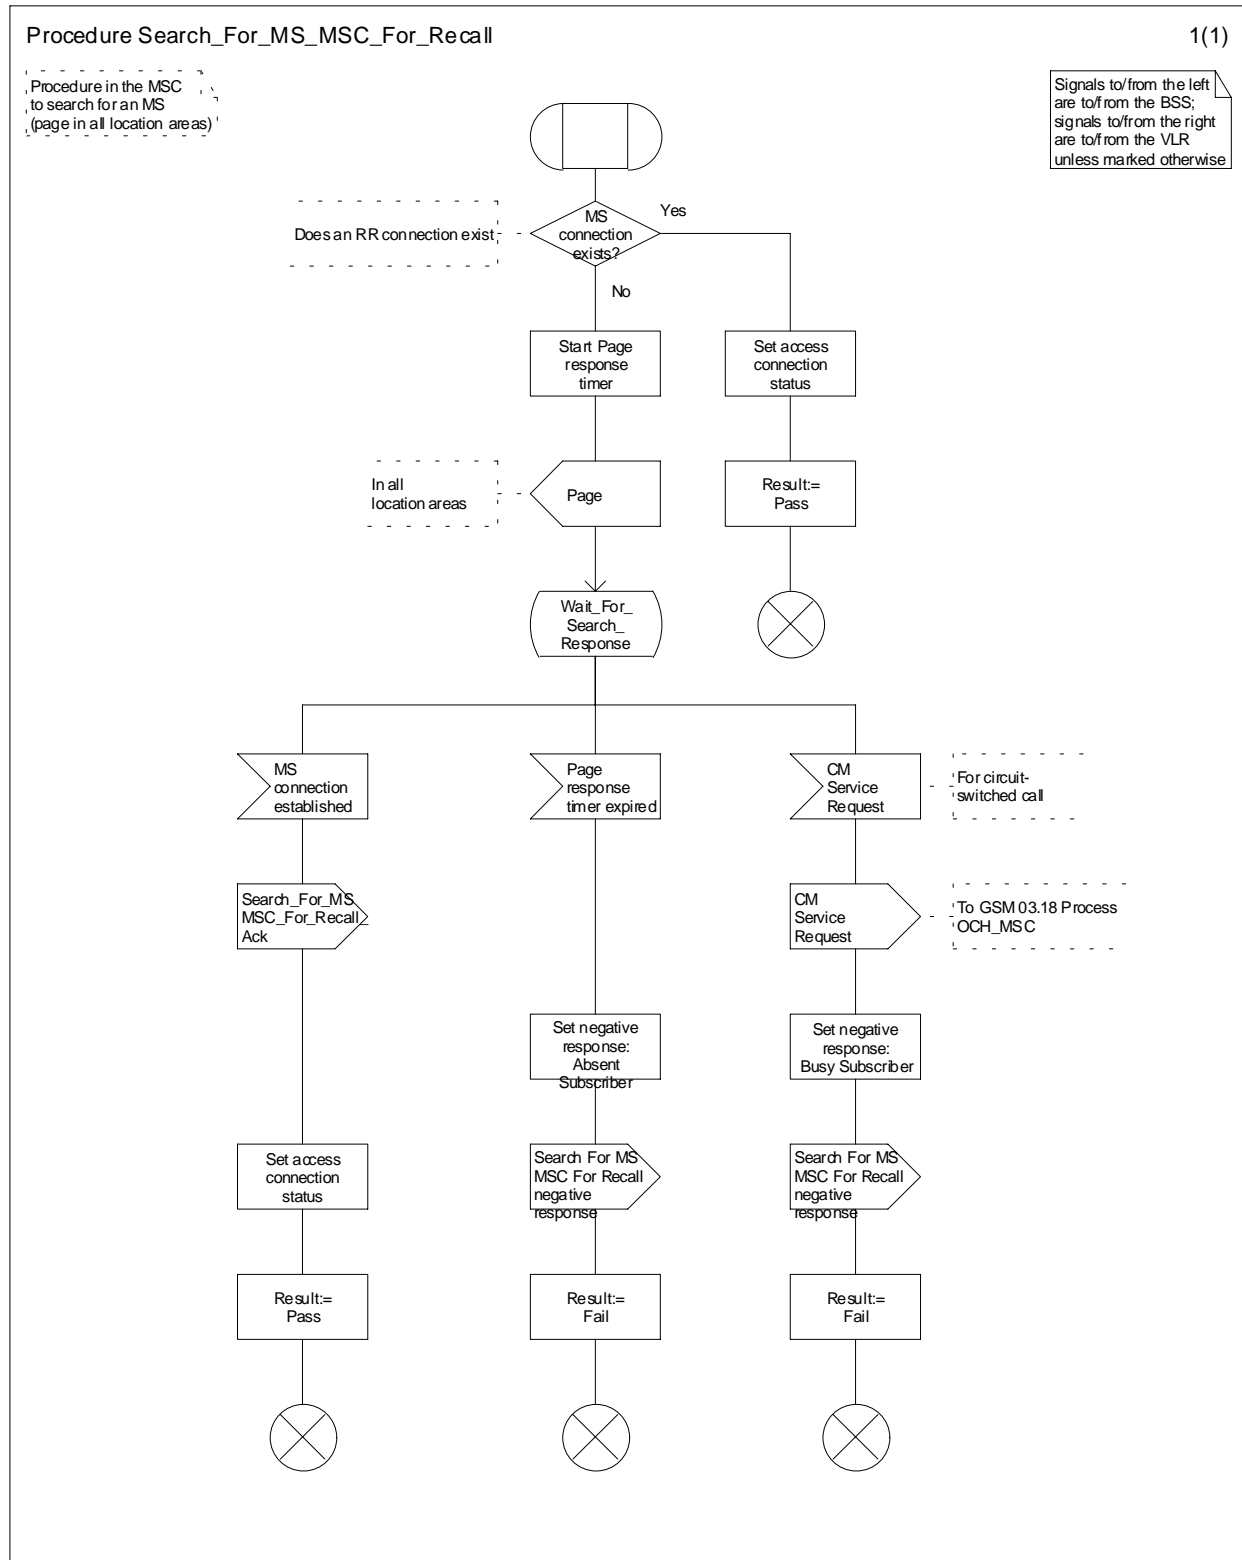 Procedure Search_For_MS_MSC_For_Recall
1(1)
Procedure in the MSC
to search for an MS
(page in all location areas)
Signals to/from the left
are to/from the BSS;
signals to/from the right
are to/from the VLR
unless marked otherwise
MS
connection
exists?
Yes
Does an RR connection exist
No
Start Page
response
timer
Set access
connection
status
In all
location areas
Page
Result:=
Pass
Wait_For_
Search_
Response
MS
connection
established
Page
response
timer expired
CM
Service
Request
For circuit-
switched call
Search_For_MS_
MSC_For_Recall_
Ack
CM
Service
Request
To GSM 03.18 Process
OCH_MSC
Set negative
response:
Absent
Subscriber
Set negative
response:
Busy Subscriber
Set access
connection
status
Search For MS
MSC For Recall
negative
response
Search For MS
MSC For Recall
negative
response
Result:=
Pass
Result:=
Fail
Result:=
Fail